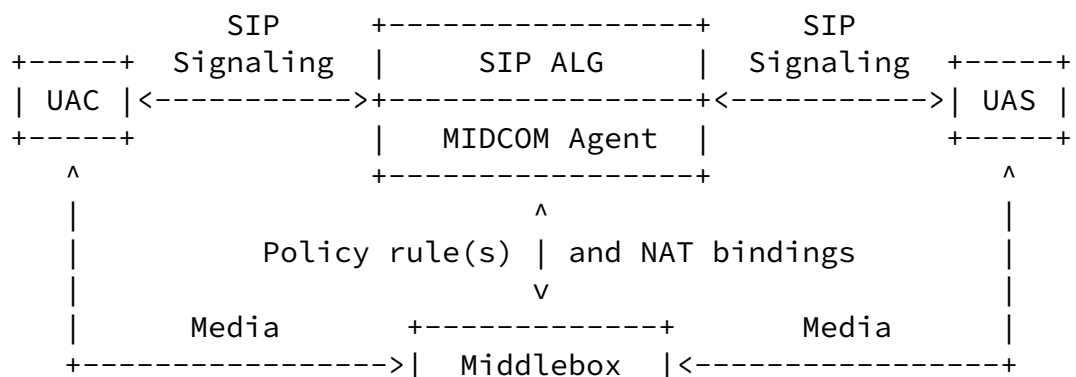 SIP SIP
Signaling SIP ALG Signaling
UAC UAS
MIDCOM Agent
Policy rule(s) and NAT bindings
Media Media
Middlebox